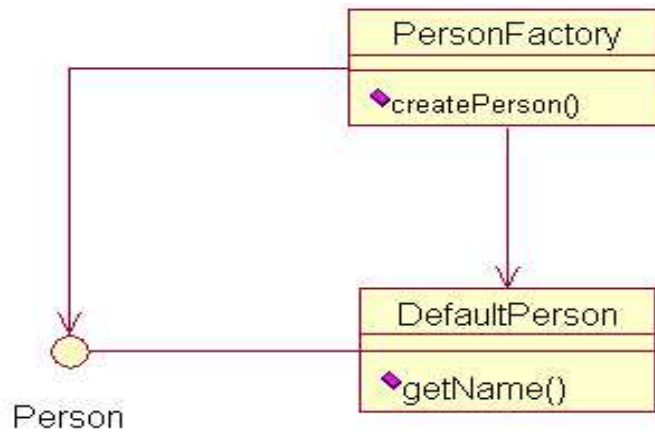 PersonFactory
createPerson()
DefaultPerson
getName()
Person